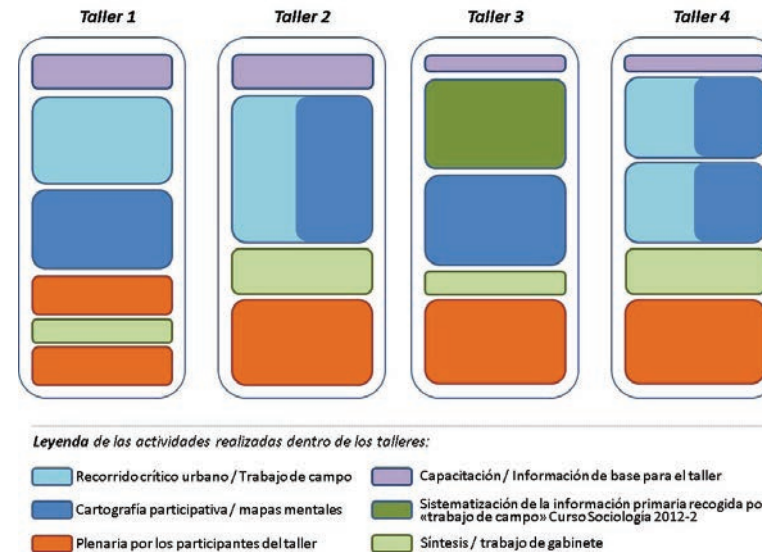 Taller 1 Taller 2 Taller 3 Taller 4
Leyenda de las actividades realizadas dentro de los talleres:
Recorrido crítico urbano / Trabajo de campo
Capacitación / Información de base para el taller
Cartografía participativa / mapas mentales
Sistematización de la información primaria recogida po
«trabajo de campo» Curso Sociología 2012-2
Plenaria por los participantes del taller
Síntesis / trabajo de gabinete